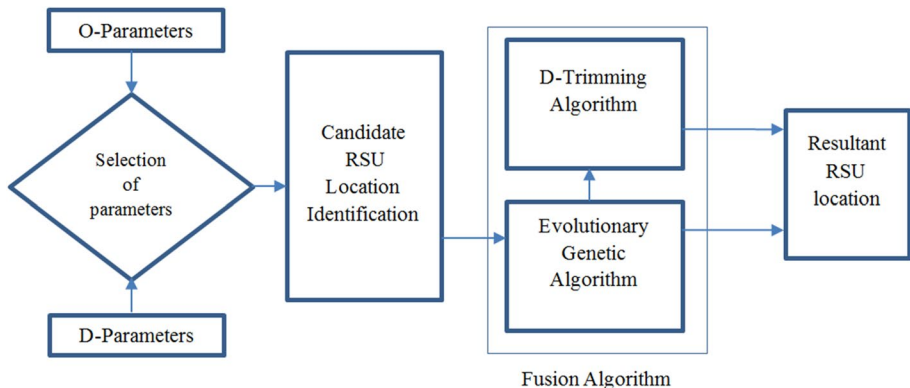 O-Parameters
Selection
of
parameters
D-Parameters
Candidate
RSU
Location
Identification
D-Trimming
Algorithm
Evolutionary
Genetic
Algorithm
Fusion Algorithm
Resultant
RSU
location